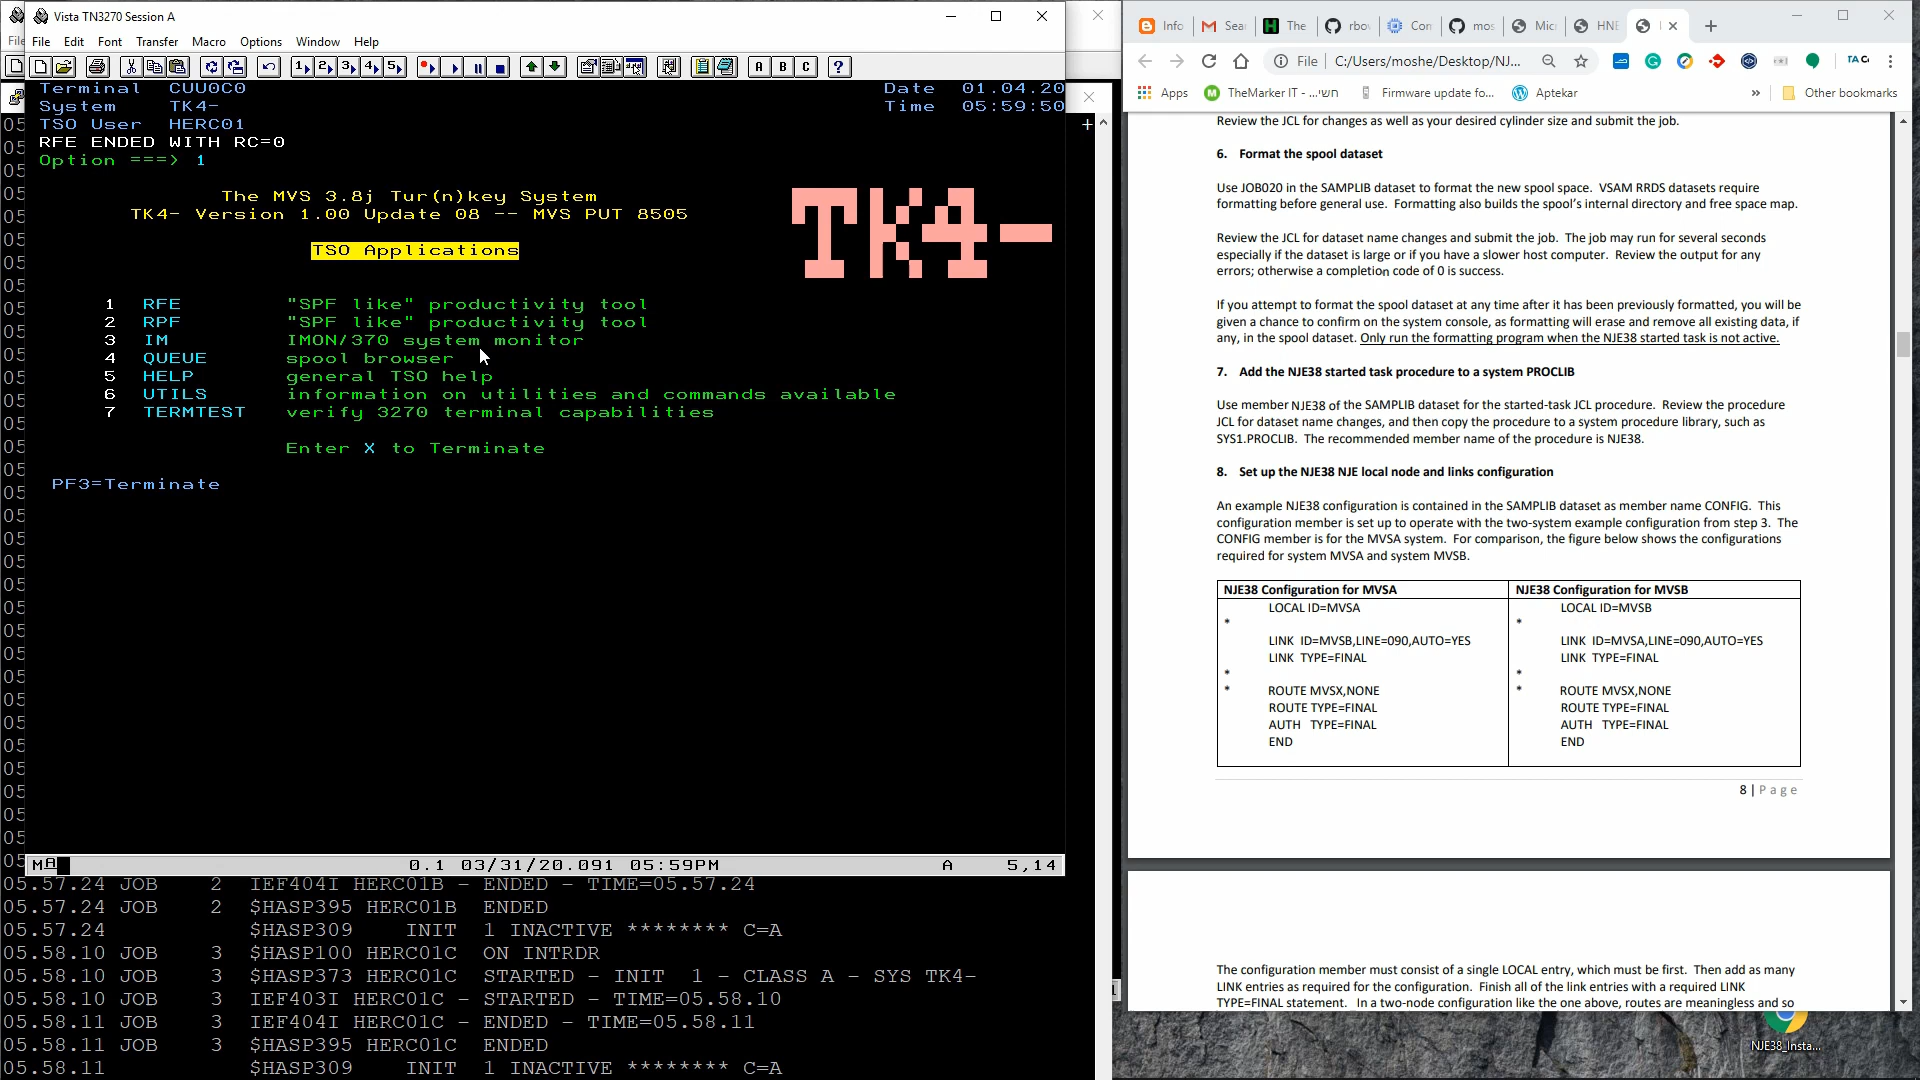 Vista TN3270 Session A
File Edit Font Transfer Macro Options Window Help
Terminal CUU0C0 Date 01.04.20
System TK4- Time 05:59:50
TSO User HERC01
RFE ENDED WITH RC=0
Option ===> 1
The MVS 3.8j Tur(n)key System
TK4- Version 1.00 Update 08 -- MVS PUT 8505
TK4-
TSO Applications
1 RFE "SPF like" productivity tool
2 RPF "SPF like" productivity tool
3 IM IMON/370 system monitor
4 QUEUE spool browser
5 HELP general TSO help
6 UTILS information on utilities and commands available
7 TERMTEST verify 3270 terminal capabilities
Enter X to Terminate
PF3=Terminate
MA 0.1 03/31/20.091 05:59PM A 5,14
05.57.24 JOB 2 IEF404I HERC01B - ENDED - TIME=05.57.24
05.57.24 JOB 2 $HASP395 HERC01B ENDED
05.57.24 $HASP309 INIT 1 INACTIVE ******** C=A
05.58.10 JOB 3 $HASP100 HERC01C ON INTRDR
05.58.10 JOB 3 $HASP373 HERC01C STARTED - INIT 1 - CLASS A - SYS TK4-
05.58.10 JOB 3 IEF403I HERC01C - STARTED - TIME=05.58.10
05.58.11 JOB 3 IEF404I HERC01C - ENDED - TIME=05.58.11
05.58.11 JOB 3 $HASP395 HERC01C ENDED
05.58.11 $HASP309 INIT 1 INACTIVE ******** C=A
Info Sea The rbov Con mos Mic HNE
File C:/Users/moshe/Desktop/NJ...
Apps TheMarker IT - ...חשי Firmware update fo... Aptekar » Other bookmarks
Review the JCL for changes as well as your desired cylinder size and submit the job.
6. Format the spool dataset
Use JOB020 in the SAMPLIB dataset to format the new spool space. VSAM RRDS datasets require
formatting before general use. Formatting also builds the spool's internal directory and free space map.
Review the JCL for dataset name changes and submit the job. The job may run for several seconds
especially if the dataset is large or if you have a slower host computer. Review the output for any
errors; otherwise a completion code of 0 is success.
If you attempt to format the spool dataset at any time after it has been previously formatted, you will be
given a chance to confirm on the system console, as formatting will erase and remove all existing data, if
any, in the spool dataset. Only run the formatting program when the NJE38 started task is not active.
7. Add the NJE38 started task procedure to a system PROCLIB
Use member NJE38 of the SAMPLIB dataset for the started-task JCL procedure. Review the procedure
JCL for dataset name changes, and then copy the procedure to a system procedure library, such as
SYS1.PROCLIB. The recommended member name of the procedure is NJE38.
8. Set up the NJE38 NJE local node and links configuration
An example NJE38 configuration is contained in the SAMPLIB dataset as member name CONFIG. This
configuration member is set up to operate with the two-system example configuration from step 3. The
CONFIG member is for the MVSA system. For comparison, the figure below shows the configurations
required for system MVSA and system MVSB.
NJE38 Configuration for MVSA NJE38 Configuration for MVSB
LOCAL ID=MVSA LOCAL ID=MVSB
* *
LINK ID=MVSB,LINE=090,AUTO=YES LINK ID=MVSA,LINE=090,AUTO=YES
LINK TYPE=FINAL LINK TYPE=FINAL
* *
* ROUTE MVSX,NONE * ROUTE MVSX,NONE
ROUTE TYPE=FINAL ROUTE TYPE=FINAL
AUTH TYPE=FINAL AUTH TYPE=FINAL
END END
8 | Page
The configuration member must consist of a single LOCAL entry, which must be first. Then add as many
LINK entries as required for the configuration. Finish all of the link entries with a required LINK
TYPE=FINAL statement. In a two-node configuration like the one above, routes are meaningless and so
NJE38_Insta...